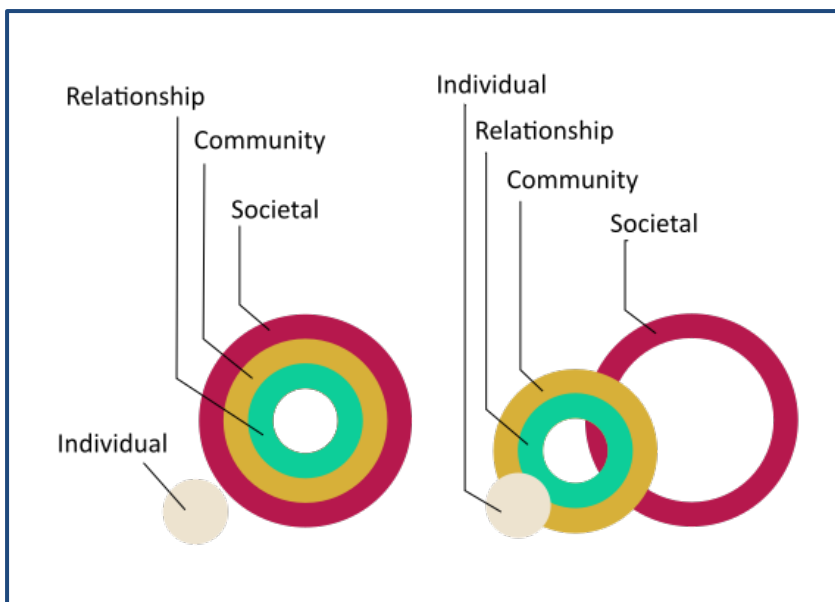 Relationship
Community
Societal
Individual
Individual
Relationship
Community
Societal